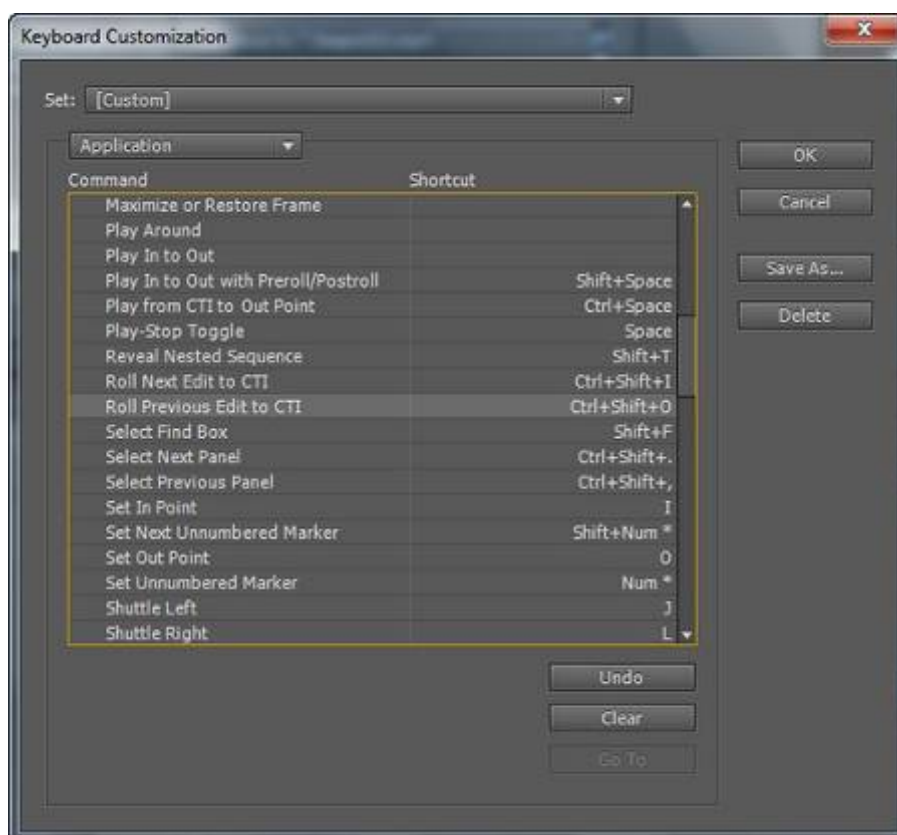 Keyboard Customization
x
Set: [Custom]
Application
Command Shortcut
Maximize or Restore Frame
Play Around
Play In to Out
Play In to Out with Preroll/Postroll Shift+Space
Play from CTI to Out Point Ctrl+Space
Play-Stop Toggle Space
Reveal Nested Sequence Shift+T
Roll Next Edit to CTI Ctrl+Shift+I
Roll Previous Edit to CTI Ctrl+Shift+O
Select Find Box Shift+F
Select Next Panel Ctrl+Shift+.
Select Previous Panel Ctrl+Shift+,
Set In Point I
Set Next Unnumbered Marker Shift+Num *
Set Out Point O
Set Unnumbered Marker Num *
Shuttle Left J
Shuttle Right L
OK
Cancel
Save As...
Delete
Undo
Clear
Go To